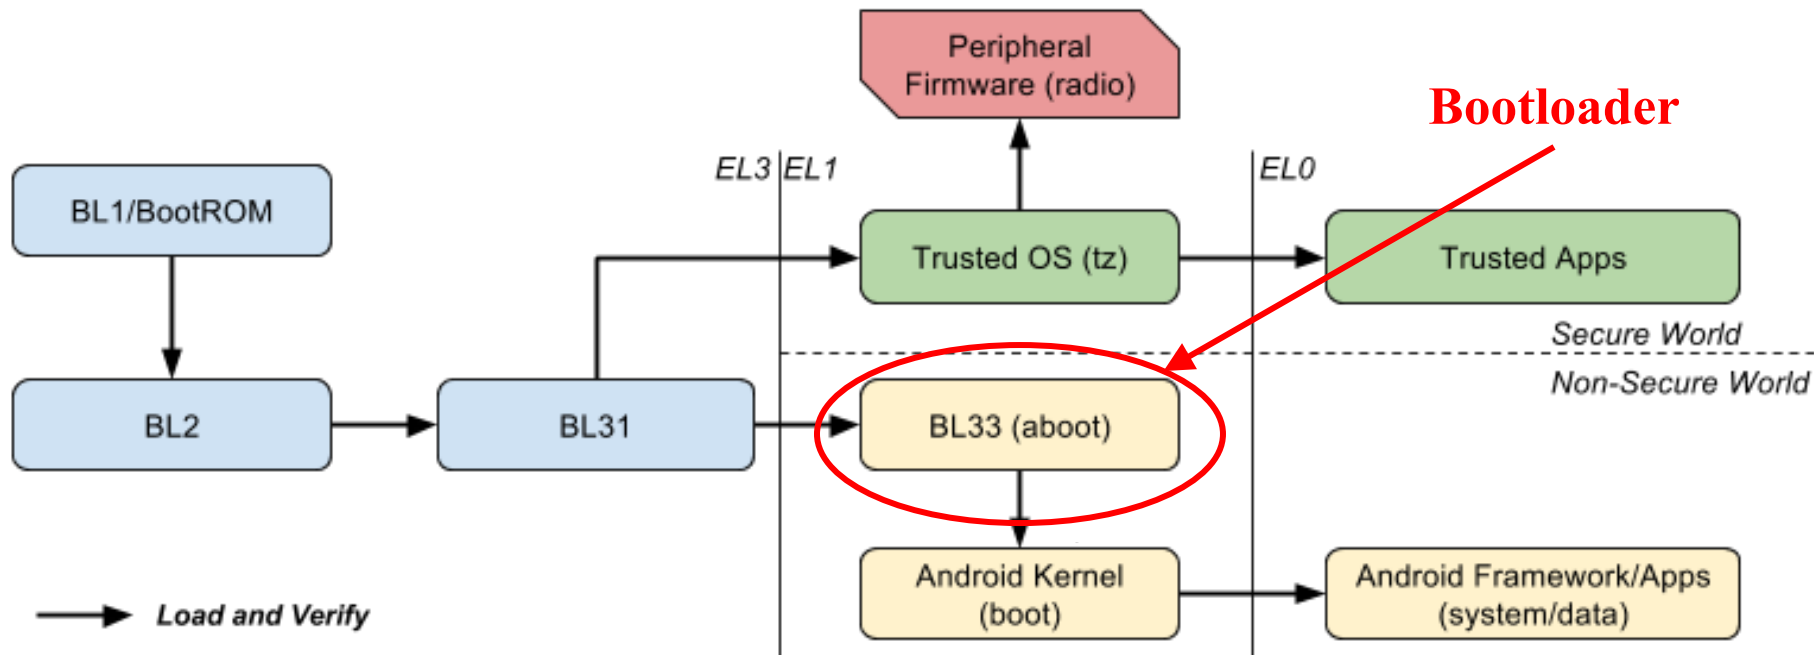 Peripheral
Firmware (radio)
Bootloader
EL3
EL1
EL0
BL1/BootROM
Trusted OS (tz)
Trusted Apps
Secure World
Non-Secure World
BL2
BL31
BL33 (aboot)
Android Kernel
(boot)
Android Framework/Apps
(system/data)
Load and Verify